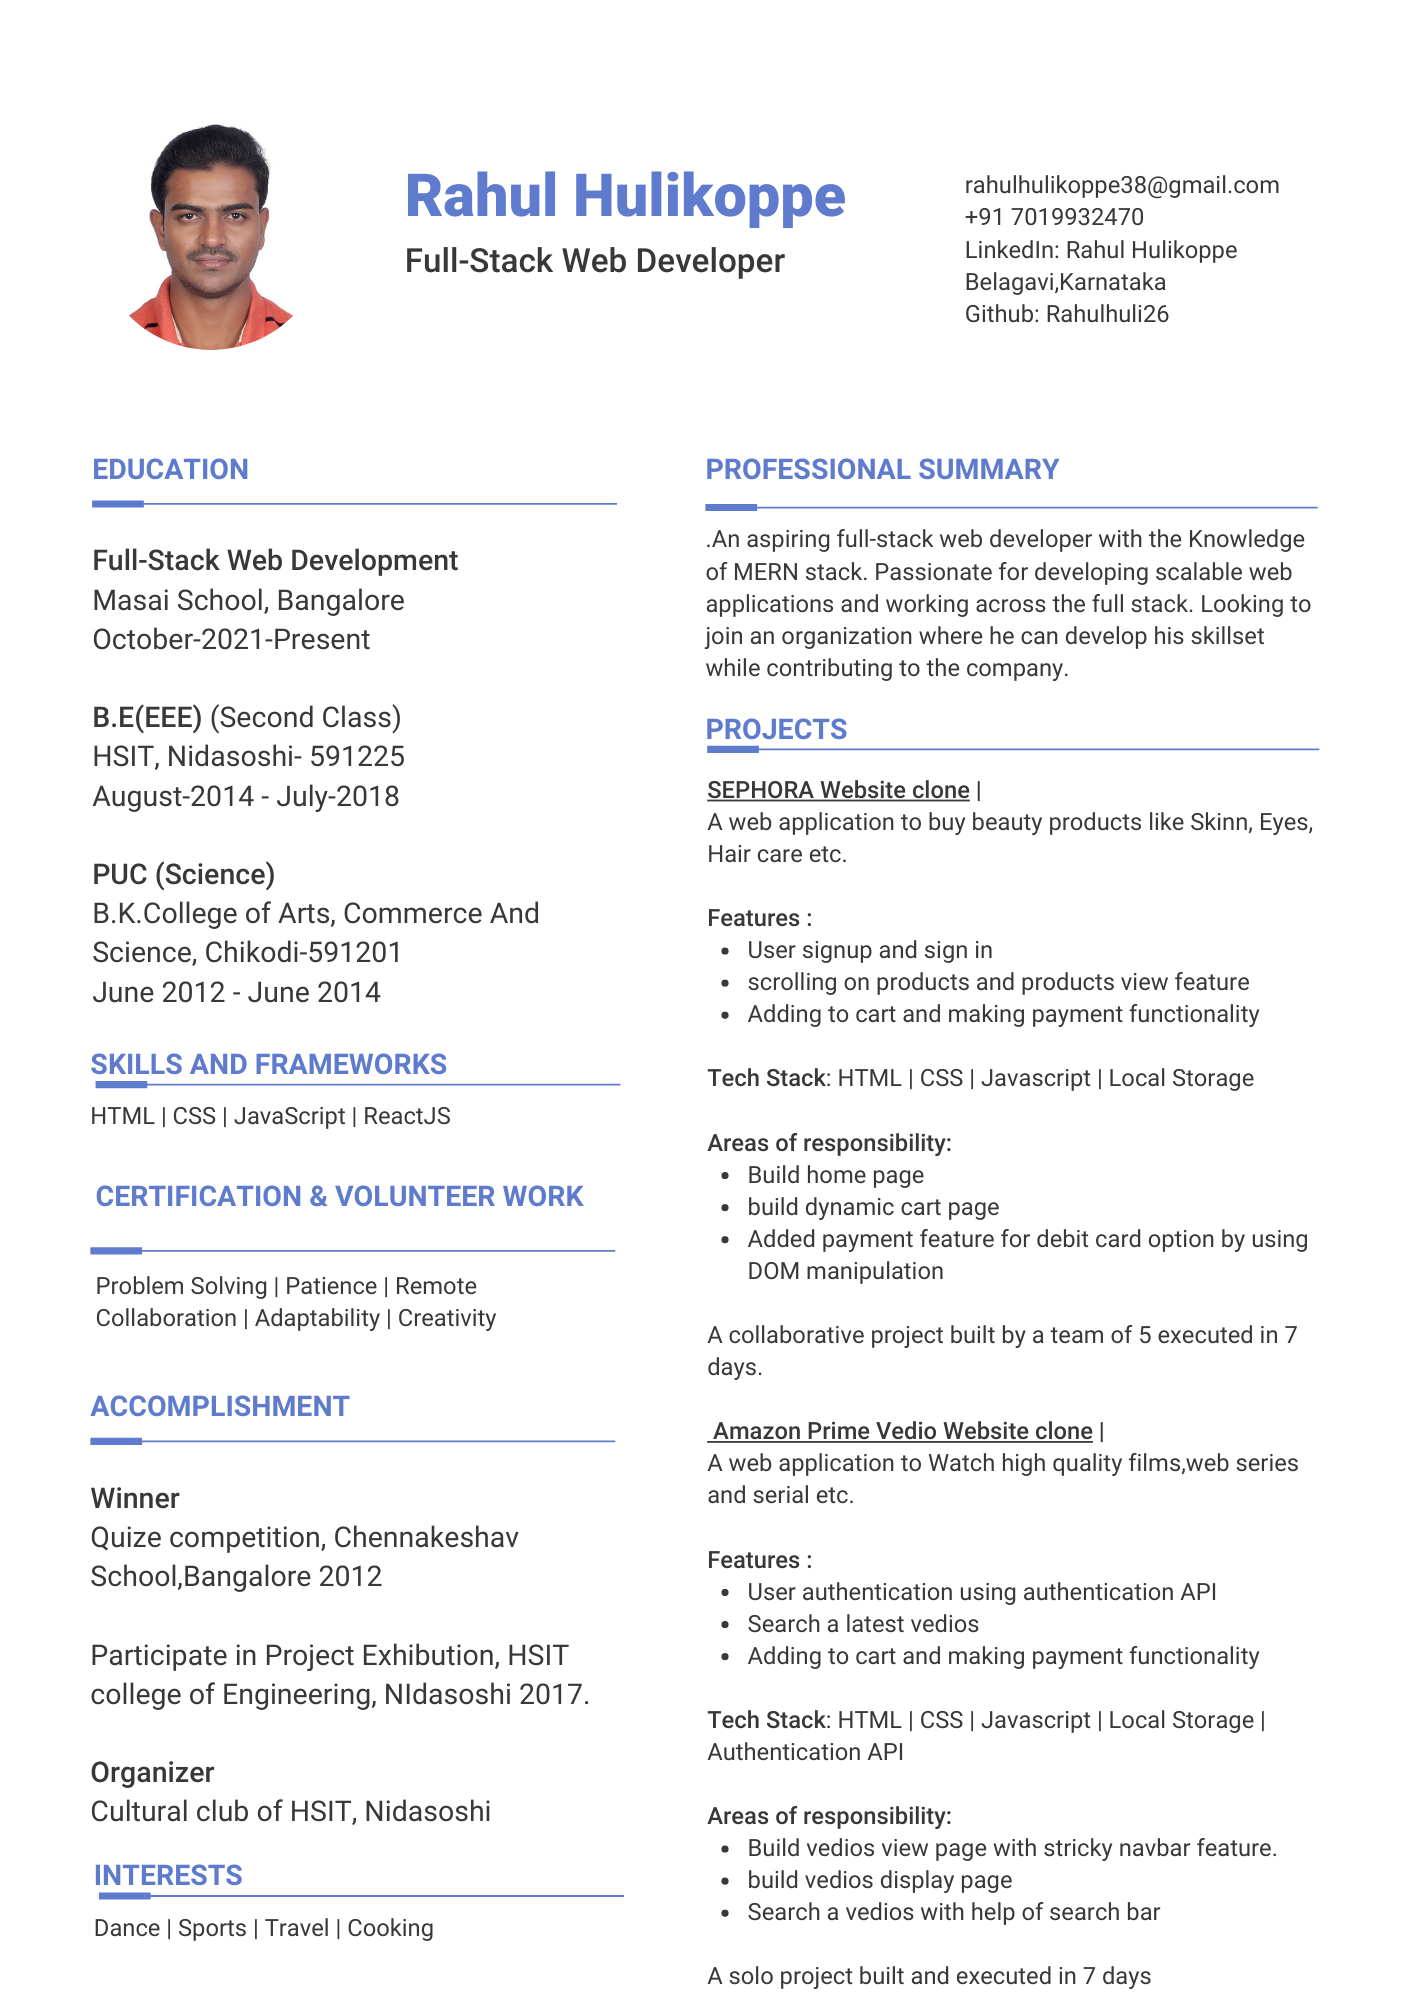 Rahul Hulikoppe
Full-Stack Web Developer
rahulhulikoppe38@gmail.com
+91 7019932470
LinkedIn: Rahul Hulikoppe
Belagavi,Karnataka
Github: Rahulhuli26
EDUCATION
Full-Stack Web Development
Masai School, Bangalore
October-2021-Present
B.E(EEE) (Second Class)
HSIT, Nidasoshi- 591225
August-2014 - July-2018
PUC (Science)
B.K.College of Arts, Commerce And
Science, Chikodi-591201
June 2012 - June 2014
SKILLS AND FRAMEWORKS
HTML | CSS | JavaScript | ReactJS
CERTIFICATION & VOLUNTEER WORK
Problem Solving | Patience | Remote
Collaboration | Adaptability | Creativity
ACCOMPLISHMENT
Winner
Quize competition, Chennakeshav
School,Bangalore 2012
Participate in Project Exhibution, HSIT
college of Engineering, NIdasoshi 2017.
Organizer
Cultural club of HSIT, Nidasoshi
INTERESTS
Dance | Sports | Travel | Cooking
PROFESSIONAL SUMMARY
.An aspiring full-stack web developer with the Knowledge
of MERN stack. Passionate for developing scalable web
applications and working across the full stack. Looking to
join an organization where he can develop his skillset
while contributing to the company.
PROJECTS
SEPHORA Website clone |
A web application to buy beauty products like Skinn, Eyes,
Hair care etc.
Features :
• User signup and sign in
• scrolling on products and products view feature
• Adding to cart and making payment functionality
Tech Stack: HTML | CSS | Javascript | Local Storage
Areas of responsibility:
• Build home page
• build dynamic cart page
• Added payment feature for debit card option by using
DOM manipulation
A collaborative project built by a team of 5 executed in 7
days.
Amazon Prime Vedio Website clone |
A web application to Watch high quality films,web series
and serial etc.
Features :
• User authentication using authentication API
• Search a latest vedios
• Adding to cart and making payment functionality
Tech Stack: HTML | CSS | Javascript | Local Storage |
Authentication API
Areas of responsibility:
• Build vedios view page with stricky navbar feature.
• build vedios display page
• Search a vedios with help of search bar
A solo project built and executed in 7 days